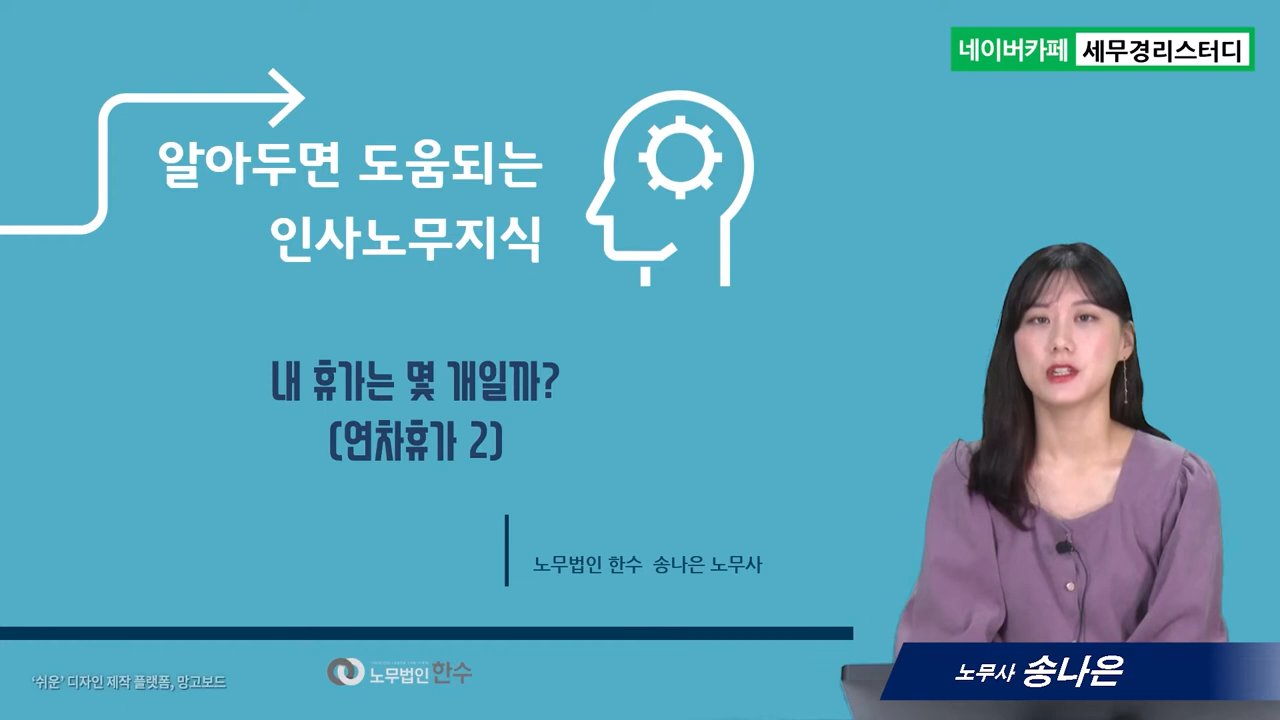 네이버카페 세무경리스터디
알아두면 도움되는
인사노무지식
내 휴가는 몇 개일까?
(연차휴가 2)
노무법인 한수 송나은 노무사
'쉬운' 디자인 제작 플랫폼, 망고보드
노무법인 한수
노무사 송나은